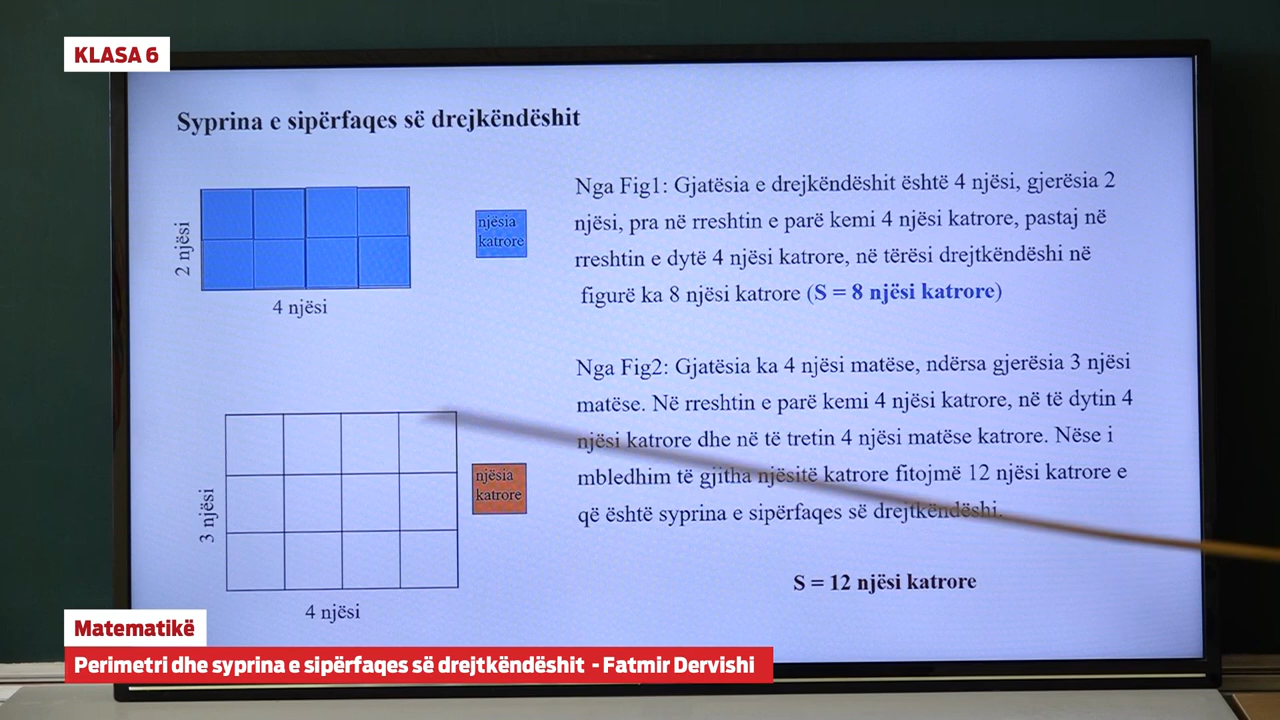 KLASA 6
Syprina e sipërfaqes së drejkëndëshit
2 njësi
4 njësi
njësia
katrore
Nga Fig1: Gjatësia e drejkëndëshit është 4 njësi, gjerësia 2
njësi, pra në rreshtin e parë kemi 4 njësi katrore, pastaj në
rreshtin e dytë 4 njësi katrore, në tërësi drejtkëndëshi në
figurë ka 8 njësi katrore (S = 8 njësi katrore)
3 njësi
4 njësi
njësia
katrore
Nga Fig2: Gjatësia ka 4 njësi matëse, ndërsa gjerësia 3 njësi
matëse. Në rreshtin e parë kemi 4 njësi katrore, në të dytin 4
njësi katrore dhe në të tretin 4 njësi matëse katrore. Nëse i
mbledhim të gjitha njësitë katrore fitojmë 12 njësi katrore e
që është syprina e sipërfaqes së drejtkëndëshi.
S = 12 njësi katrore
Matematikë
Perimetri dhe syprina e sipërfaqes së drejtkëndëshit - Fatmir Dervishi